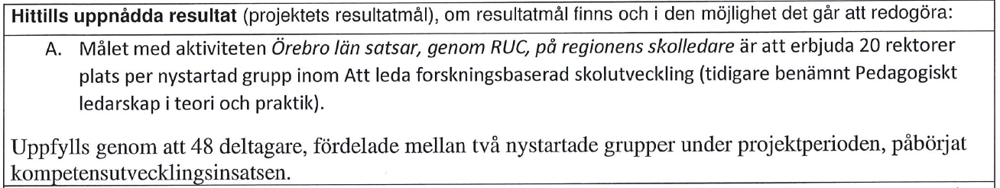 Hittills uppnådda resultat (projektets resultatmål), om resultatmål finns och i den möjlighet det går att redogöra:
A. Målet med aktiviteten Örebro län satsar, genom RUC, på regionens skolledare är att erbjuda 20 rektorer
plats per nystartad grupp inom Att leda forskningsbaserad skolutveckling (tidigare benämnt Pedagogiskt
ledarskap i teori och praktik).
Uppfylls genom att 48 deltagare, fördelade mellan två nystartade grupper under projektperioden, påbörjat
kompetensutvecklingsinsatsen.